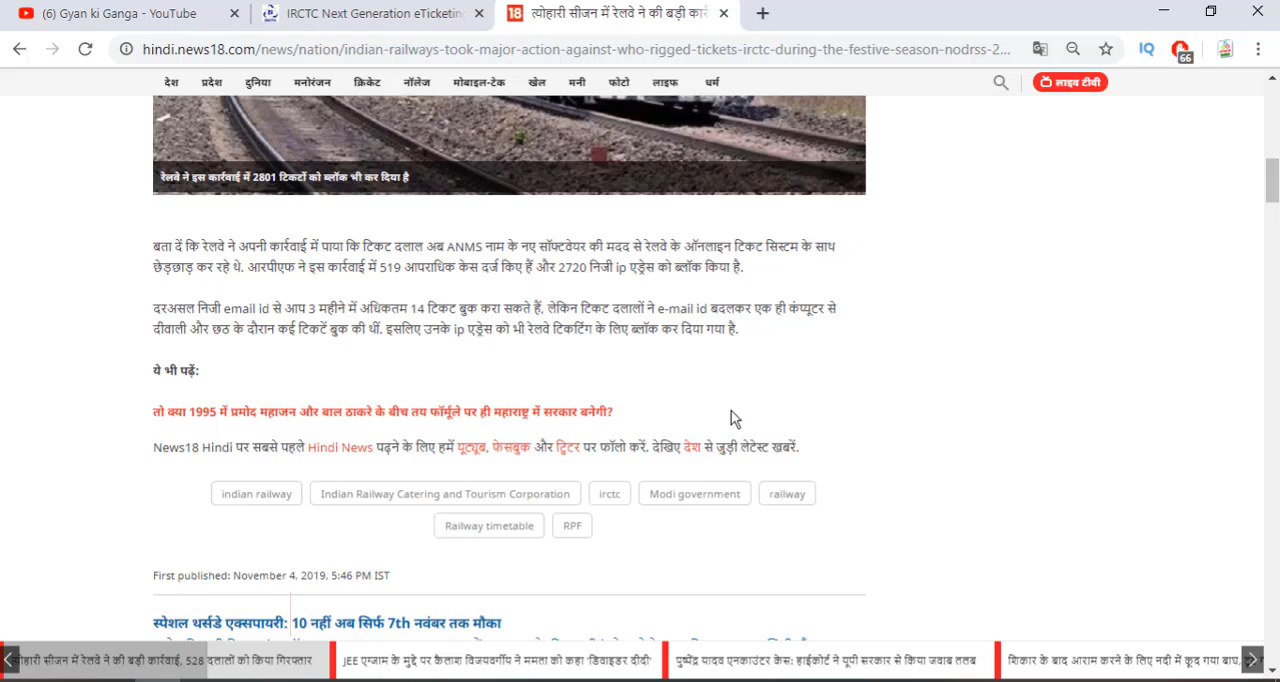 (6) Gyan ki Ganga - YouTube
IRCTC Next Generation eTicketing
18 त्योहारी सीजन में रेलवे ने की बड़ी कार्र
hindi.news18.com/news/nation/indian-railways-took-major-action-against-who-rigged-tickets-irctc-during-the-festive-season-nodrss-2...
IQ
66
देश प्रदेश दुनिया मनोरंजन क्रिकेट नॉलेज मोबाइल-टेक खेल मनी फोटो लाइफ धर्म लाइव टीवी
रेलवे ने इस कार्रवाई में 2801 टिकटों को ब्लॉक भी कर दिया है
बता दें कि रेलवे ने अपनी कार्रवाई में पाया कि टिकट दलाल अब ANMS नाम के नए सॉफ्टवेयर की मदद से रेलवे के ऑनलाइन टिकट सिस्टम के साथ
छेड़छाड़ कर रहे थे. आरपीएफ ने इस कार्रवाई में 519 आपराधिक केस दर्ज किए हैं और 2720 निजी ip एड्रेस को ब्लॉक किया है.
दरअसल निजी email id से आप 3 महीने में अधिकतम 14 टिकट बुक करा सकते हैं, लेकिन टिकट दलालों ने e-mail id बदलकर एक ही कंप्यूटर से
दीवाली और छठ के दौरान कई टिकटें बुक की थीं. इसलिए उनके ip एड्रेस को भी रेलवे टिकटिंग के लिए ब्लॉक कर दिया गया है.
ये भी पढ़ें:
तो क्या 1995 में प्रमोद महाजन और बाल ठाकरे के बीच तय फॉर्मूले पर ही महाराष्ट्र में सरकार बनेगी?
News18 Hindi पर सबसे पहले Hindi News पढ़ने के लिए हमें यूट्यूब, फेसबुक और ट्विटर पर फॉलो करें. देखिए देश से जुड़ी लेटेस्ट खबरें.
indian railway Indian Railway Catering and Tourism Corporation irctc Modi government railway
Railway timetable RPF
First published: November 4, 2019, 5:46 PM IST
स्पेशल थर्सडे एक्सपायरी: 10 नहीं अब सिर्फ 7th नवंबर तक मौका
योहारी सीजन में रेलवे ने की बड़ी कार्रवाई, 528 दलालों को किया गिरफ्तार
JEE एग्जाम के मुद्दे पर कैलाश विजयवर्गीय ने ममता को कहा 'डिवाइडर दीदी'
पुष्पेंद्र यादव एनकाउंटर केस: हाईकोर्ट ने यूपी सरकार से किया जवाब तलब
शिकार के बाद आराम करने के लिए नदी में कूद गया बाघ,